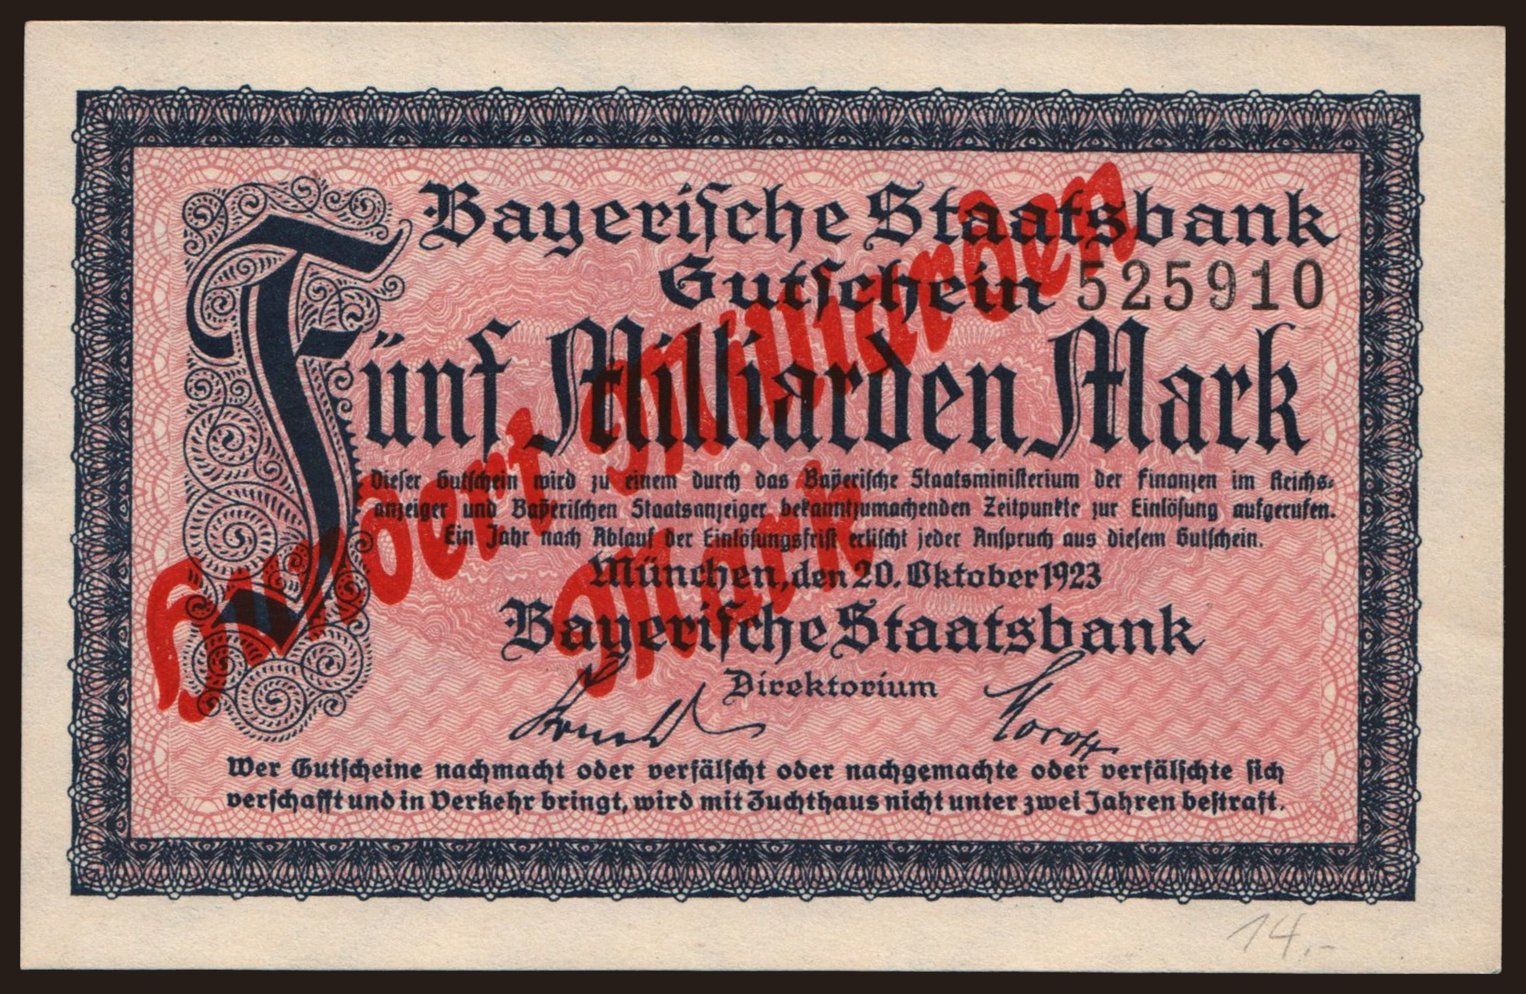 Bayerische Staatsbank
Gutschein 525910
Fünf Milliarden Mark
Hundert Milliarden
Mark
Dieser Gutschein wird zu einem durch das Bayerische Staatsministerium der Finanzen im Reichs-
anzeiger und Bayerischen Staatsanzeiger bekanntzumachenden Zeitpunkte zur Einlösung aufgerufen.
Ein Jahr nach Ablauf der Einlösungsfrist erlischt jeder Anspruch aus diesem Gutschein.
München, den 20. Oktober 1923
Bayerische Staatsbank
Direktorium
Wer Gutscheine nachmacht oder verfälscht oder nachgemachte oder verfälschte sich
verschafft und in Verkehr bringt, wird mit Zuchthaus nicht unter zwei Jahren bestraft.
14.-